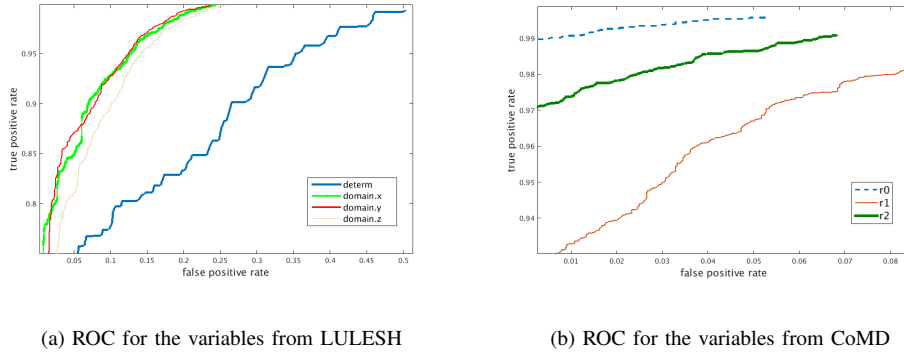 0.95
0.9
0.85
0.8
true positive rate
0.05
0.1
0.15
0.2
0.25
0.3
0.35
0.4
0.45
0.5
false positive rate
determ
domain.x
domain.y
domain.z
(a) ROC for the variables from LULESH
0.99
0.98
0.97
0.96
0.95
0.94
true positive rate
0.01
0.02
0.03
0.04
0.05
0.06
0.07
0.08
false positive rate
r0
r1
r2
(b) ROC for the variables from CoMD